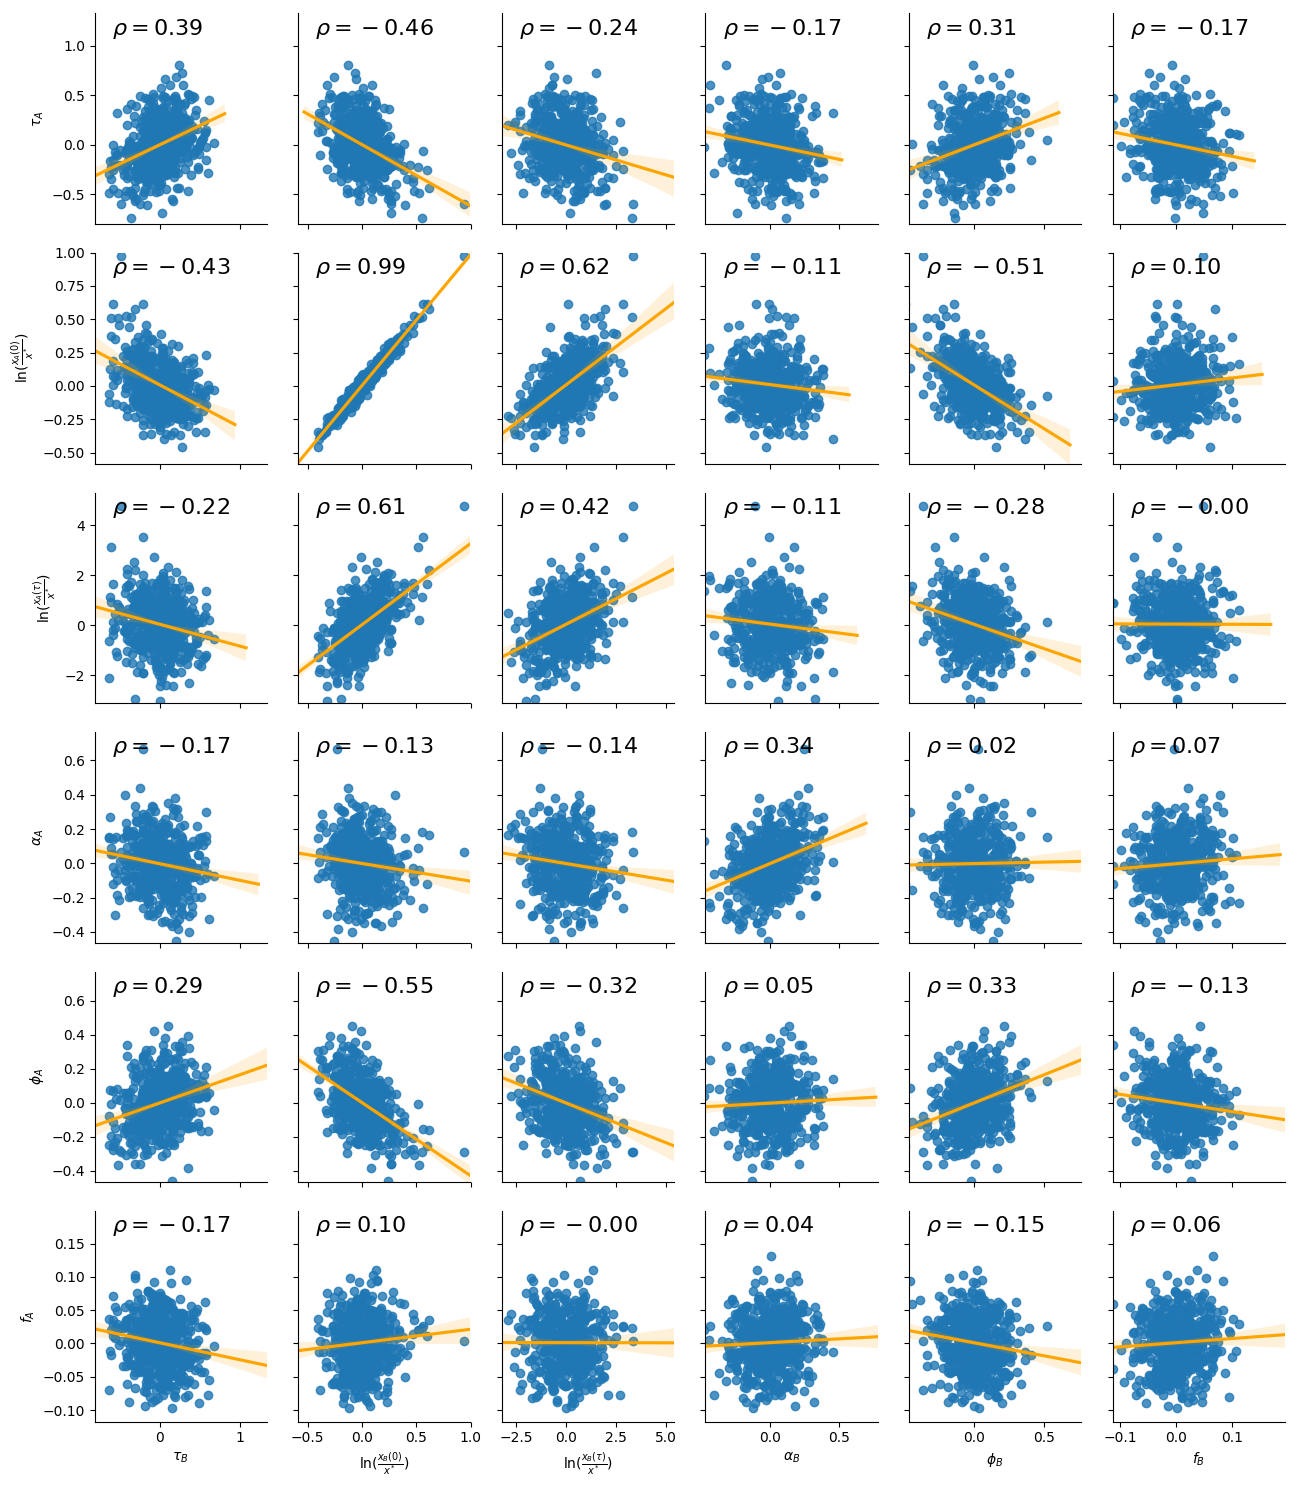 ρ = 0.39 ρ = −0.46 ρ = −0.24 ρ = −0.17 ρ = 0.31 ρ = −0.17
1.0
0.5
0.0
−0.5
τ_A
ρ = −0.43 ρ = 0.99 ρ = 0.62 ρ = −0.11 ρ = −0.51 ρ = 0.10
1.00
0.75
0.50
0.25
0.00
−0.25
−0.50
ln(x_A(0)/x*)
ρ = −0.22 ρ = 0.61 ρ = 0.42 ρ = −0.11 ρ = −0.28 ρ = −0.00
4
2
0
−2
ln(x_A(τ)/x*)
ρ = −0.17 ρ = −0.13 ρ = −0.14 ρ = 0.34 ρ = 0.02 ρ = 0.07
0.6
0.4
0.2
0.0
−0.2
−0.4
α_A
ρ = 0.29 ρ = −0.55 ρ = −0.32 ρ = 0.05 ρ = 0.33 ρ = −0.13
0.6
0.4
0.2
0.0
−0.2
−0.4
ϕ_A
ρ = −0.17 ρ = 0.10 ρ = −0.00 ρ = 0.04 ρ = −0.15 ρ = 0.06
0.15
0.10
0.05
0.00
−0.05
−0.10
f_A
0 1 −0.5 0.0 0.5 1.0 −2.5 0.0 2.5 5.0 0.0 0.5 0.0 0.5 −0.1 0.0 0.1
τ_B ln(x_B(0)/x*) ln(x_B(τ)/x*) α_B ϕ_B f_B